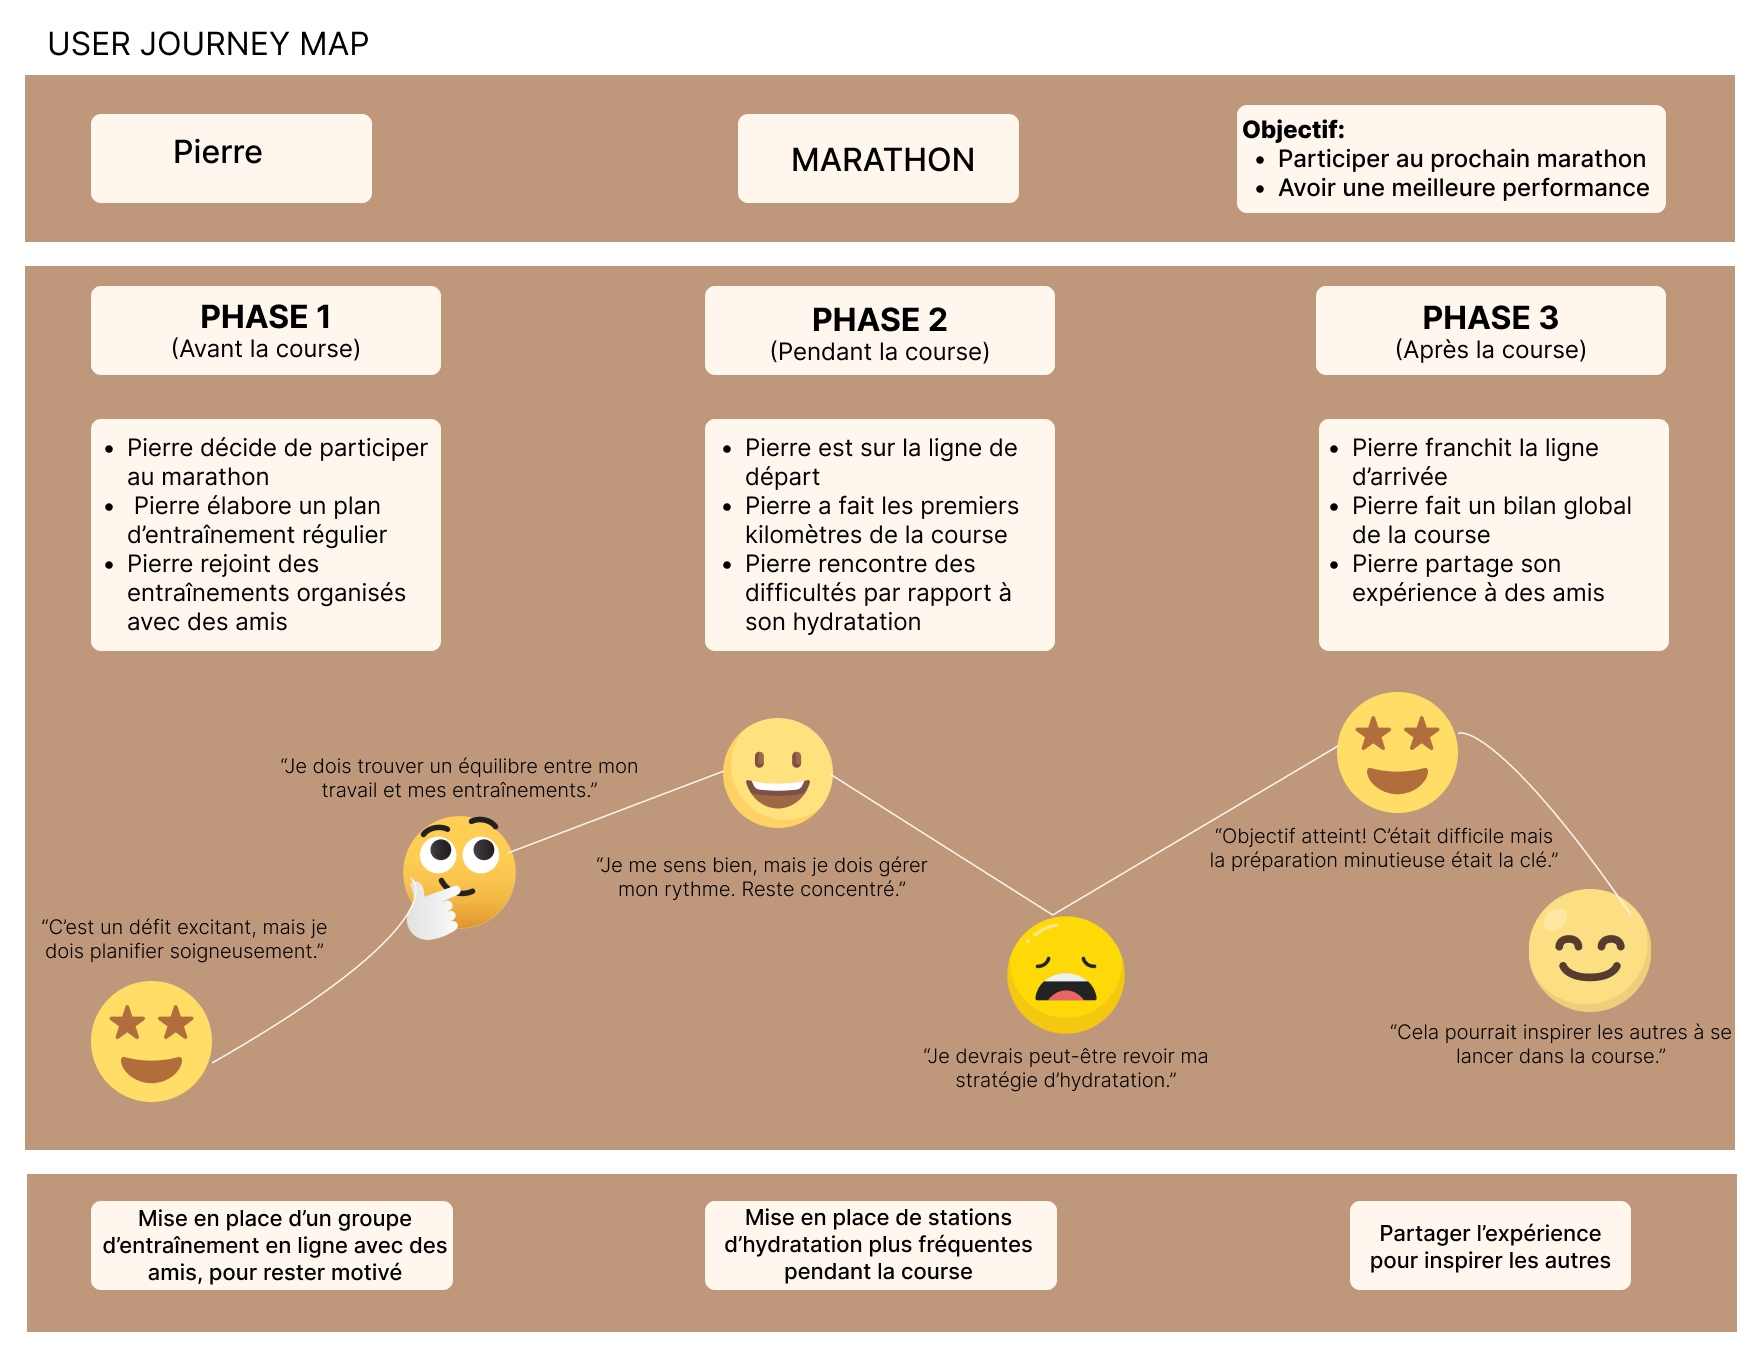 USER JOURNEY MAP
Pierre
MARATHON
Objectif:
• Participer au prochain marathon
• Avoir une meilleure performance
PHASE 1
(Avant la course)
PHASE 2
(Pendant la course)
PHASE 3
(Après la course)
• Pierre décide de participer
au marathon
• Pierre élabore un plan
d’entraînement régulier
• Pierre rejoint des
entraînements organisés
avec des amis
• Pierre est sur la ligne de
départ
• Pierre a fait les premiers
kilomètres de la course
• Pierre rencontre des
difficultés par rapport à
son hydratation
• Pierre franchit la ligne
d’arrivée
• Pierre fait un bilan global
de la course
• Pierre partage son
expérience à des amis
“C’est un défit excitant, mais je
dois planifier soigneusement.”
“Je dois trouver un équilibre entre mon
travail et mes entraînements.”
“Je me sens bien, mais je dois gérer
mon rythme. Reste concentré.”
“Je devrais peut-être revoir ma
stratégie d’hydratation.”
“Objectif atteint! C’était difficile mais
la préparation minutieuse était la clé.”
“Cela pourrait inspirer les autres à se
lancer dans la course.”
Mise en place d’un groupe
d’entraînement en ligne avec des
amis, pour rester motivé
Mise en place de stations
d’hydratation plus fréquentes
pendant la course
Partager l’expérience
pour inspirer les autres